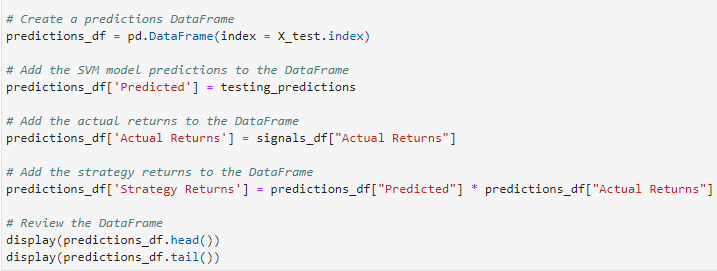 # Create a predictions DataFrame
predictions_df = pd.DataFrame(index = X_test.index)
# Add the SVM model predictions to the DataFrame
predictions_df['Predicted'] = testing_predictions
# Add the actual returns to the DataFrame
predictions_df['Actual Returns'] = signals_df["Actual Returns"]
# Add the strategy returns to the DataFrame
predictions_df['Strategy Returns'] = predictions_df["Predicted"] * predictions_df["Actual Returns"]
# Review the DataFrame
display(predictions_df.head())
display(predictions_df.tail())